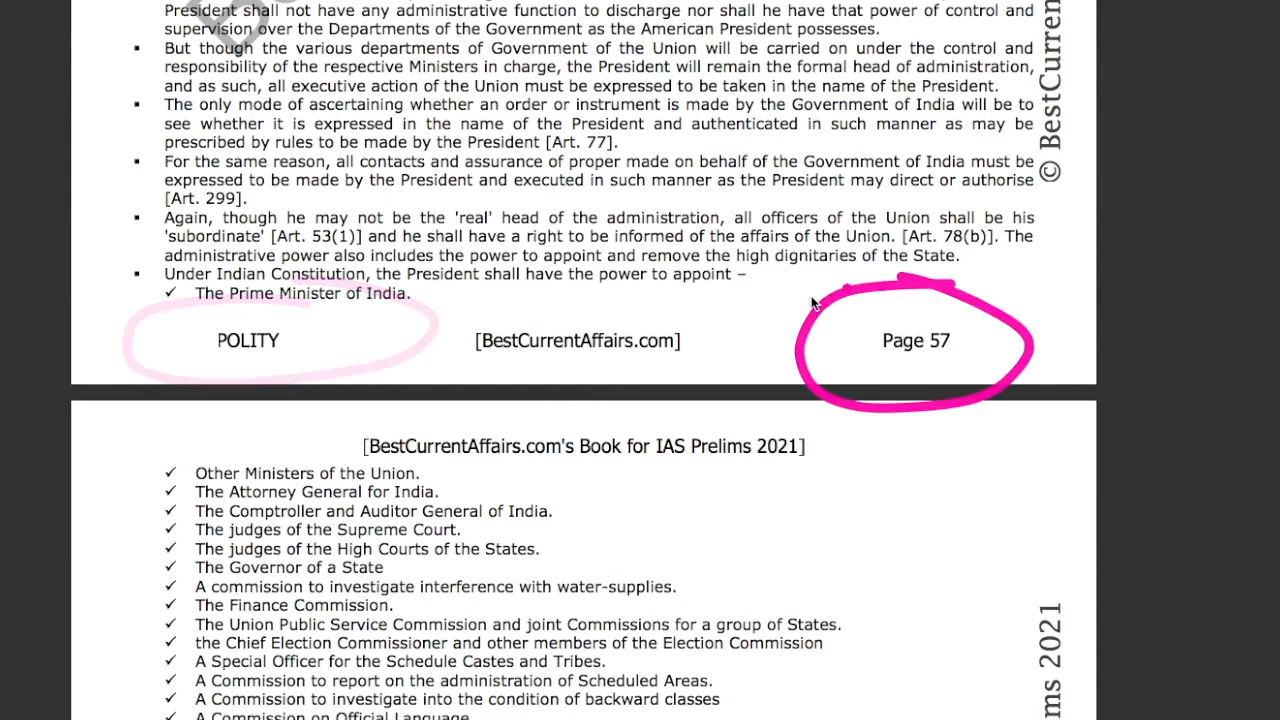 President shall not have any administrative function to discharge nor shall he have that power of control and
supervision over the Departments of the Government as the American President possesses.
▪ But though the various departments of Government of the Union will be carried on under the control and
responsibility of the respective Ministers in charge, the President will remain the formal head of administration,
and as such, all executive action of the Union must be expressed to be taken in the name of the President.
▪ The only mode of ascertaining whether an order or instrument is made by the Government of India will be to
see whether it is expressed in the name of the President and authenticated in such manner as may be
prescribed by rules to be made by the President [Art. 77].
▪ For the same reason, all contacts and assurance of proper made on behalf of the Government of India must be
expressed to be made by the President and executed in such manner as the President may direct or authorise
[Art. 299].
▪ Again, though he may not be the 'real' head of the administration, all officers of the Union shall be his
'subordinate' [Art. 53(1)] and he shall have a right to be informed of the affairs of the Union. [Art. 78(b)]. The
administrative power also includes the power to appoint and remove the high dignitaries of the State.
▪ Under Indian Constitution, the President shall have the power to appoint –
✓ The Prime Minister of India.
POLITY [BestCurrentAffairs.com] Page 57
© BestCurren
[BestCurrentAffairs.com's Book for IAS Prelims 2021]
✓ Other Ministers of the Union.
✓ The Attorney General for India.
✓ The Comptroller and Auditor General of India.
✓ The judges of the Supreme Court.
✓ The judges of the High Courts of the States.
✓ The Governor of a State
✓ A commission to investigate interference with water-supplies.
✓ The Finance Commission.
✓ The Union Public Service Commission and joint Commissions for a group of States.
✓ the Chief Election Commissioner and other members of the Election Commission
✓ A Special Officer for the Schedule Castes and Tribes.
✓ A Commission to report on the administration of Scheduled Areas.
✓ A Commission to investigate into the condition of backward classes
✓ A Commission on Official Language
ms 2021